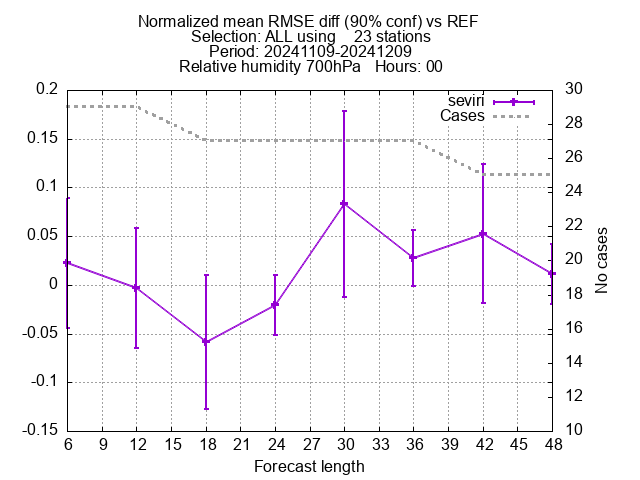 Normalized mean RMSE diff (90% conf) vs REF
Selection: ALL using    23 stations
Period: 20241109-20241209
Relative humidity 700hPa   Hours: 00
seviri
Cases
0.2
0.15
0.1
0.05
0
-0.05
-0.1
-0.15
30
28
26
24
22
20
18
16
14
12
10
No cases
6 9 12 15 18 21 24 27 30 33 36 39 42 45 48
Forecast length